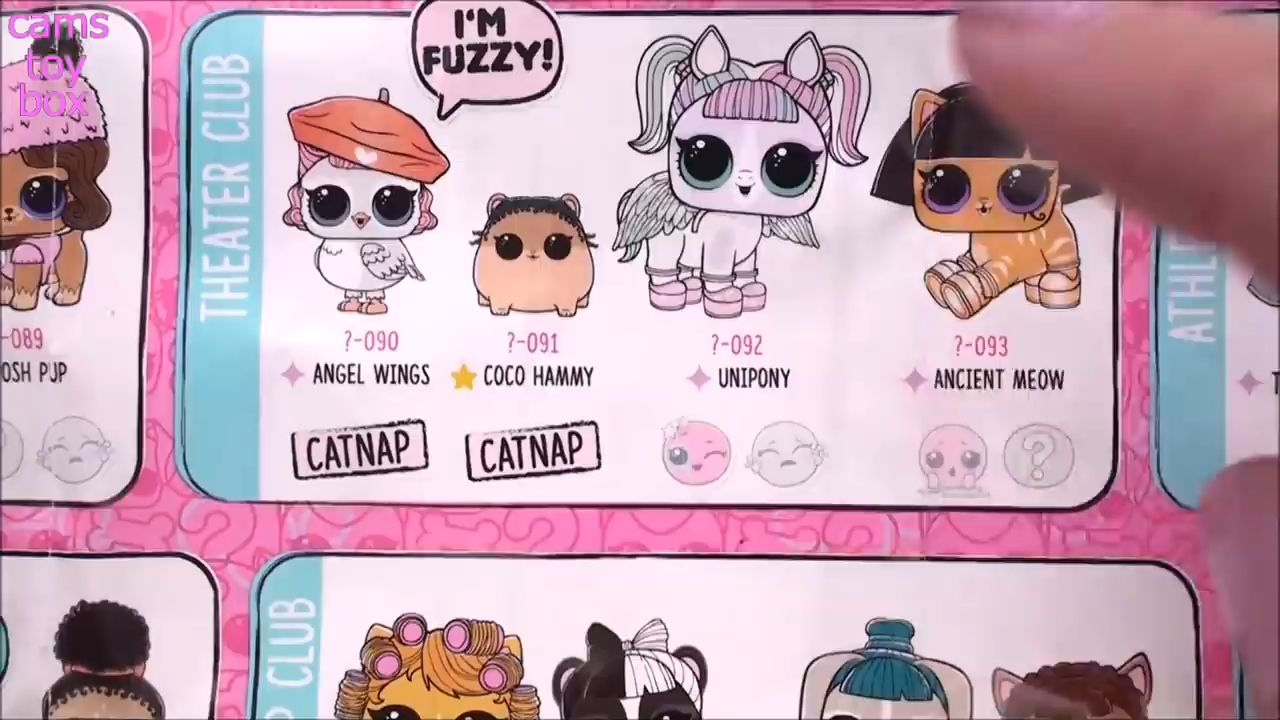 cams
toy
box
I'M
FUZZY!
THEATER CLUB
-089
OSH PUP
?-090
ANGEL WINGS
CATNAP
?-091
COCO HAMMY
CATNAP
?-092
UNIPONY
?-093
ANCIENT MEOW
?
ATHL
T
CLUB